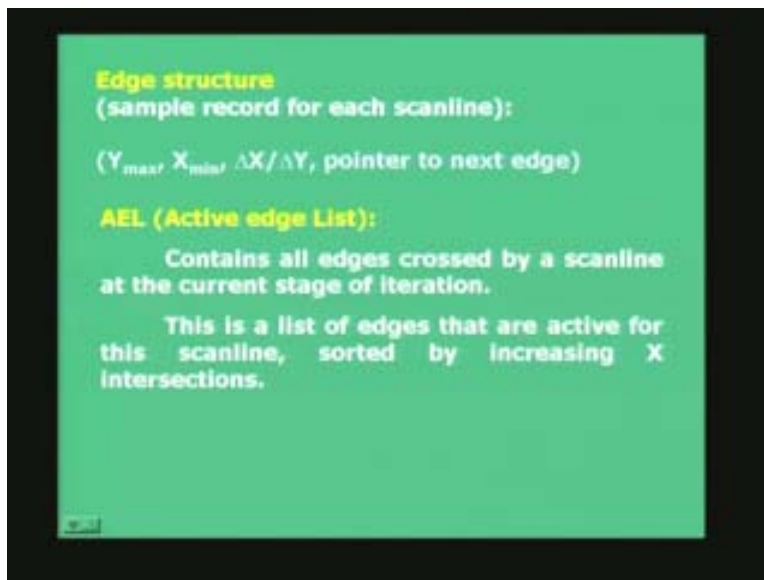 Edge structure
(sample record for each scanline):
(Ymax, Xmin, ΔX/ΔY, pointer to next edge)
AEL (Active edge List):
Contains all edges crossed by a scanline
at the current stage of iteration.
This is a list of edges that are active for
this scanline, sorted by increasing X
intersections.